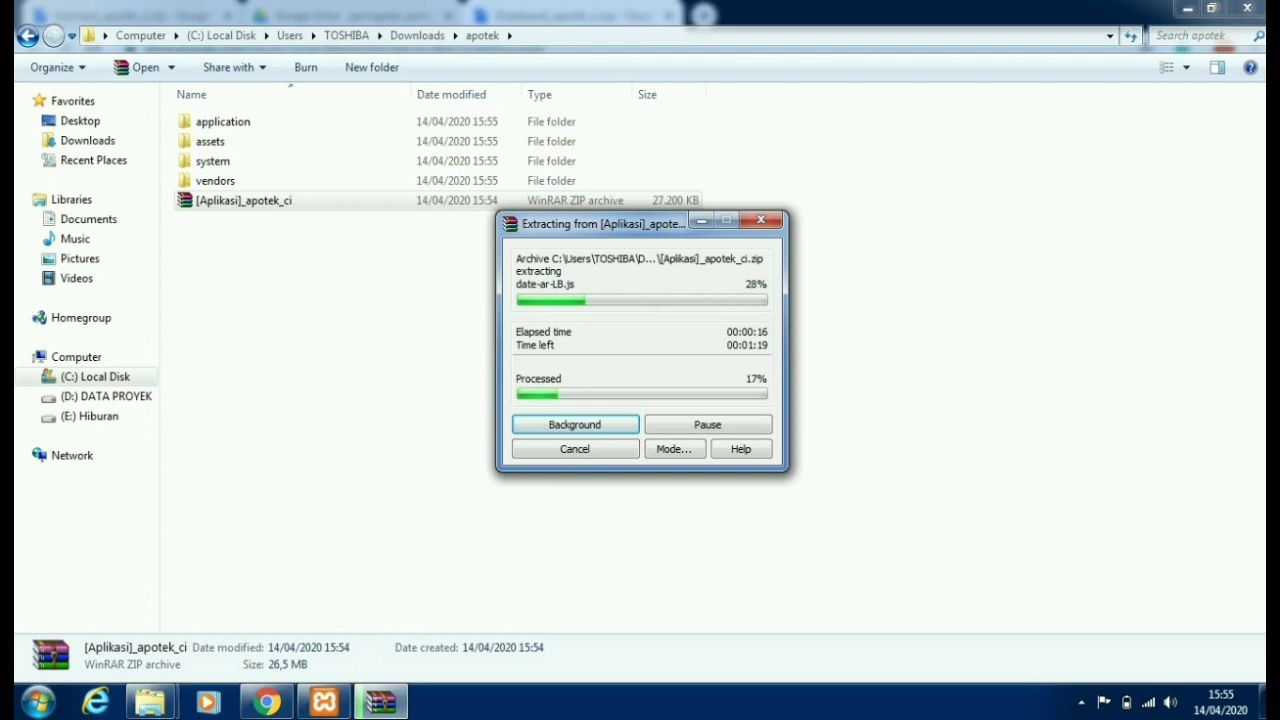 Computer (C:) Local Disk Users TOSHIBA Downloads apotek Search apotek
Organize Open Share with Burn New folder
Name Date modified Type Size
Favorites
Desktop
Downloads
Recent Places
Libraries
Documents
Music
Pictures
Videos
Homegroup
Computer
(C:) Local Disk
(D:) DATA PROYEK
(E:) Hiburan
Network
application 14/04/2020 15:55 File folder
assets 14/04/2020 15:55 File folder
system 14/04/2020 15:55 File folder
vendors 14/04/2020 15:55 File folder
[Aplikasi]_apotek_ci 14/04/2020 15:54 WinRAR ZIP archive 27.200 KB
Extracting from [Aplikasi]_apote...
Archive C:\Users\TOSHIBA\D...\[Aplikasi]_apotek_ci.zip
extracting
date-ar-LB.js 28%
Elapsed time 00:00:16
Time left 00:01:19
Processed 17%
Background Pause
Cancel Mode... Help
[Aplikasi]_apotek_ci Date modified: 14/04/2020 15:54 Date created: 14/04/2020 15:54
WinRAR ZIP archive Size: 26,5 MB
15:55
14/04/2020